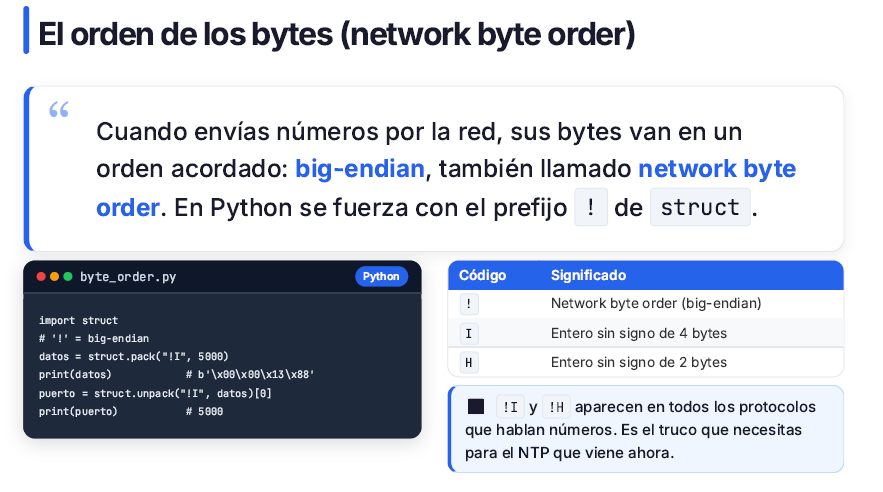 El orden de los bytes (network byte order)
“
Cuando envías números por la red, sus bytes van en un
orden acordado: big-endian, también llamado network byte
order. En Python se fuerza con el prefijo ! de struct.
byte_order.py Python
import struct
# '!' = big-endian
datos = struct.pack("!I", 5000)
print(datos) # b'\x00\x00\x13\x88'
puerto = struct.unpack("!I", datos)[0]
print(puerto) # 5000
Código Significado
! Network byte order (big-endian)
I Entero sin signo de 4 bytes
H Entero sin signo de 2 bytes
!I y !H aparecen en todos los protocolos
que hablan números. Es el truco que necesitas
para el NTP que viene ahora.